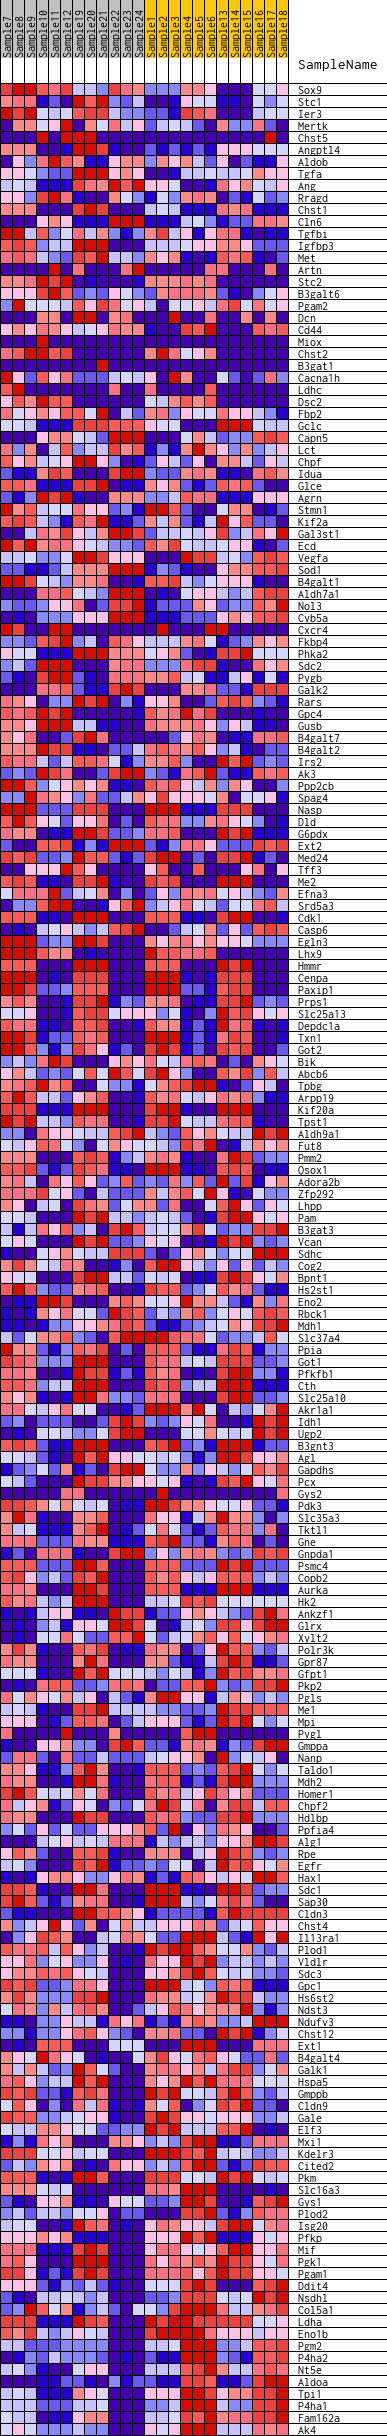 Sample7 Sample8 Sample9 Sample10 Sample11 Sample12 Sample19 Sample20 Sample21 Sample22 Sample23 Sample24 Sample1 Sample2 Sample3 Sample4 Sample5 Sample6 Sample13 Sample14 Sample15 Sample16 Sample17 Sample18
SampleName
Sox9
Stc1
Ier3
Mertk
Chst5
Angptl4
Aldob
Tgfa
Ang
Rragd
Chst1
Cln6
Tgfbi
Igfbp3
Met
Artn
Stc2
B3galt6
Pgam2
Dcn
Cd44
Miox
Chst2
B3gat1
Cacna1h
Ldhc
Dsc2
Fbp2
Gclc
Capn5
Lct
Chpf
Idua
Glce
Agrn
Stmn1
Kif2a
Gal3st1
Ecd
Vegfa
Sod1
B4galt1
Aldh7a1
Nol3
Cyb5a
Cxcr4
Fkbp4
Phka2
Sdc2
Pygb
Galk2
Rars
Gpc4
Gusb
B4galt7
B4galt2
Irs2
Ak3
Ppp2cb
Spag4
Nasp
Dld
G6pdx
Ext2
Med24
Tff3
Me2
Efna3
Srd5a3
Cdk1
Casp6
Egln3
Lhx9
Hmmr
Cenpa
Paxip1
Prps1
Slc25a13
Depdc1a
Txn1
Got2
Bik
Abcb6
Tpbg
Arpp19
Kif20a
Tpst1
Aldh9a1
Fut8
Pmm2
Qsox1
Adora2b
Zfp292
Lhpp
Pam
B3gat3
Vcan
Sdhc
Cog2
Bpnt1
Hs2st1
Eno2
Rbck1
Mdh1
Slc37a4
Ppia
Got1
Pfkfb1
Cth
Slc25a10
Akr1a1
Idh1
Ugp2
B3gnt3
Agl
Gapdhs
Pcx
Gys2
Pdk3
Slc35a3
Tktl1
Gne
Gnpda1
Psmc4
Copb2
Aurka
Hk2
Ankzf1
Glrx
Xylt2
Polr3k
Gpr87
Gfpt1
Pkp2
Pgls
Me1
Mpi
Pygl
Gmppa
Nanp
Taldo1
Mdh2
Homer1
Chpf2
Hdlbp
Ppfia4
Alg1
Rpe
Egfr
Hax1
Sdc1
Sap30
Cldn3
Chst4
Il13ra1
Plod1
Vldlr
Sdc3
Gpc1
Hs6st2
Ndst3
Ndufv3
Chst12
Ext1
B4galt4
Galk1
Hspa5
Gmppb
Cldn9
Gale
Elf3
Mxi1
Kdelr3
Cited2
Pkm
Slc16a3
Gys1
Plod2
Isg20
Pfkp
Mif
Pgk1
Pgam1
Ddit4
Nsdhl
Col5a1
Ldha
Eno1b
Pgm2
P4ha2
Nt5e
Aldoa
Tpi1
P4ha1
Fam162a
Ak4